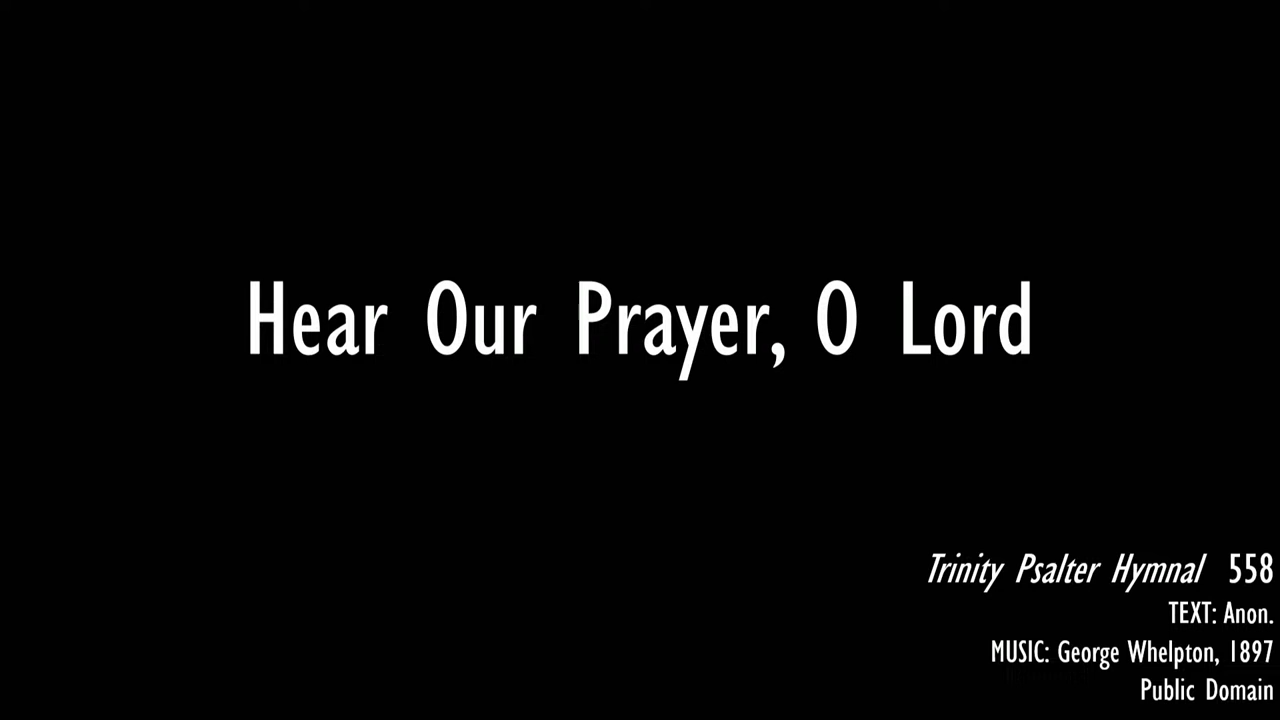 Hear Our Prayer, O Lord
Trinity Psalter Hymnal 558
TEXT: Anon.
MUSIC: George Whelpton, 1897
Public Domain